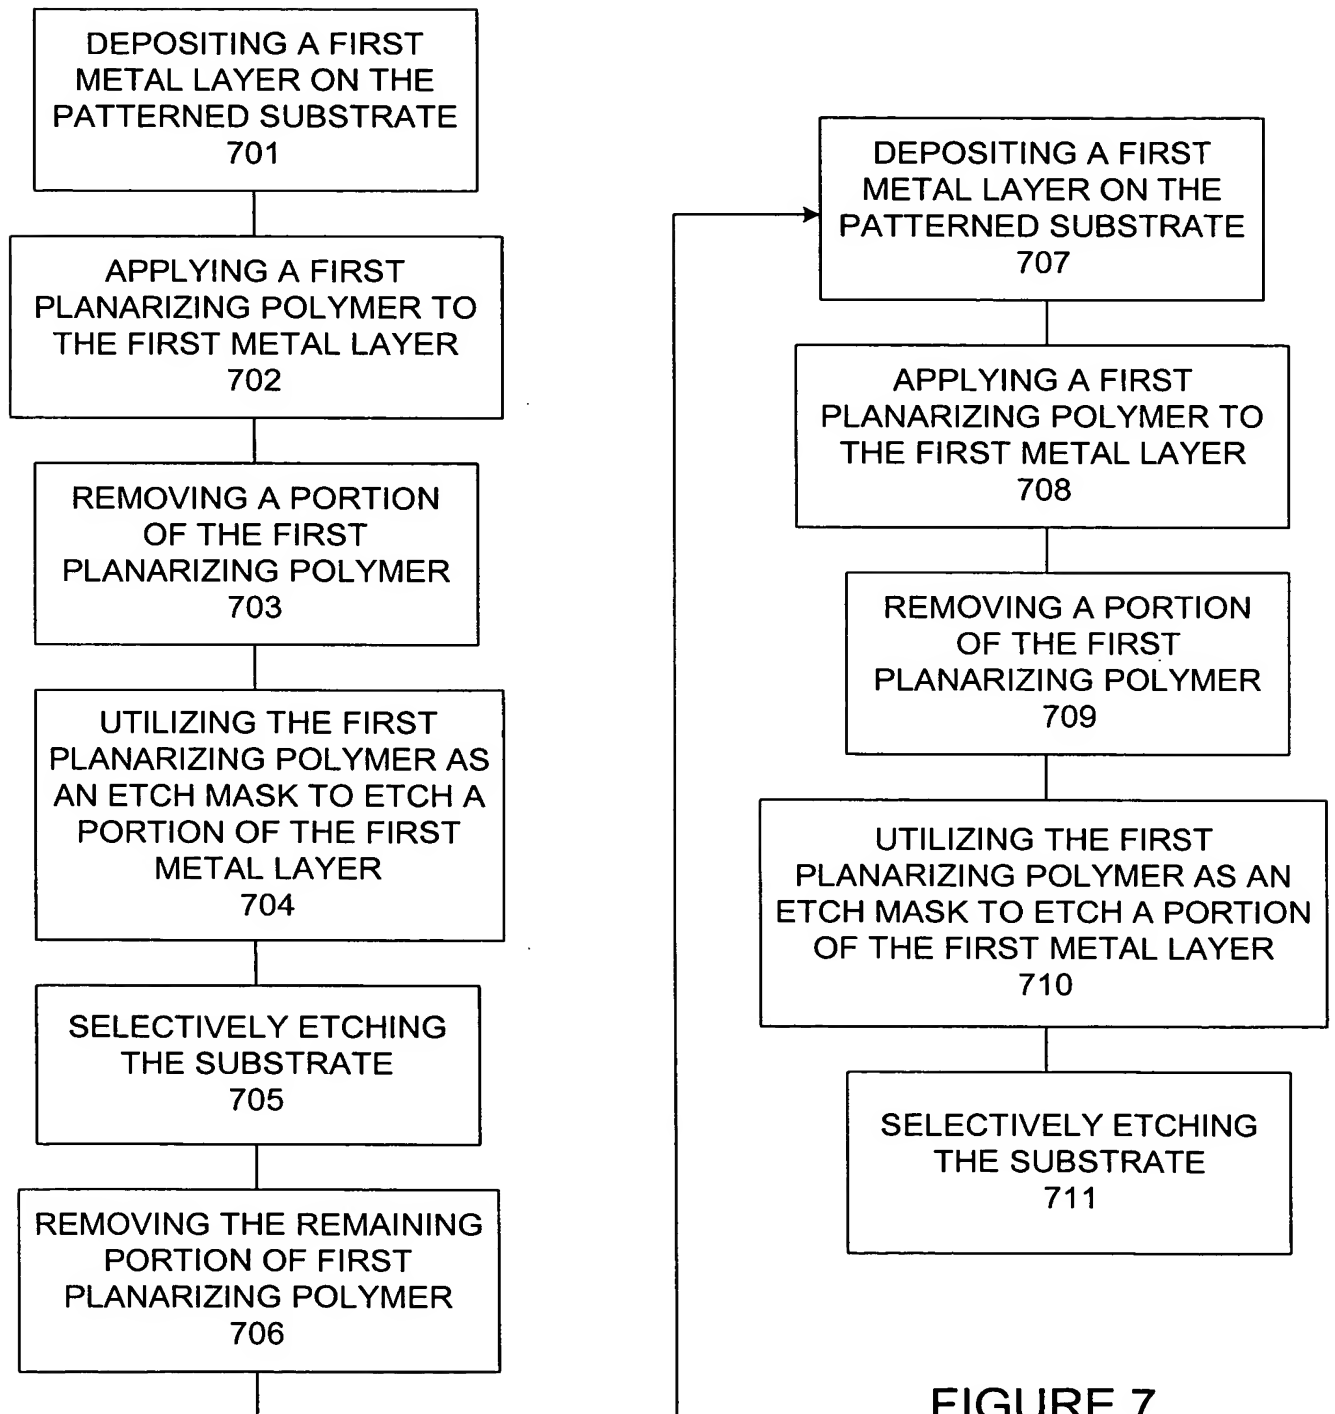 DEPOSITING A FIRST
METAL LAYER ON THE
PATTERNED SUBSTRATE
701
APPLYING A FIRST
PLANARIZING POLYMER TO
THE FIRST METAL LAYER
702
REMOVING A PORTION
OF THE FIRST
PLANARIZING POLYMER
703
UTILIZING THE FIRST
PLANARIZING POLYMER AS
AN ETCH MASK TO ETCH A
PORTION OF THE FIRST
METAL LAYER
704
SELECTIVELY ETCHING
THE SUBSTRATE
705
REMOVING THE REMAINING
PORTION OF FIRST
PLANARIZING POLYMER
706
DEPOSITING A FIRST
METAL LAYER ON THE
PATTERNED SUBSTRATE
707
APPLYING A FIRST
PLANARIZING POLYMER TO
THE FIRST METAL LAYER
708
REMOVING A PORTION
OF THE FIRST
PLANARIZING POLYMER
709
UTILIZING THE FIRST
PLANARIZING POLYMER AS AN
ETCH MASK TO ETCH A PORTION
OF THE FIRST METAL LAYER
710
SELECTIVELY ETCHING
THE SUBSTRATE
711
FIGURE 7